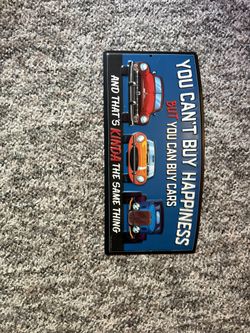 YOU CAN'T BUY HAPPINESS
BUT YOU CAN BUY CARS
AND THAT'S KINDA THE SAME THING